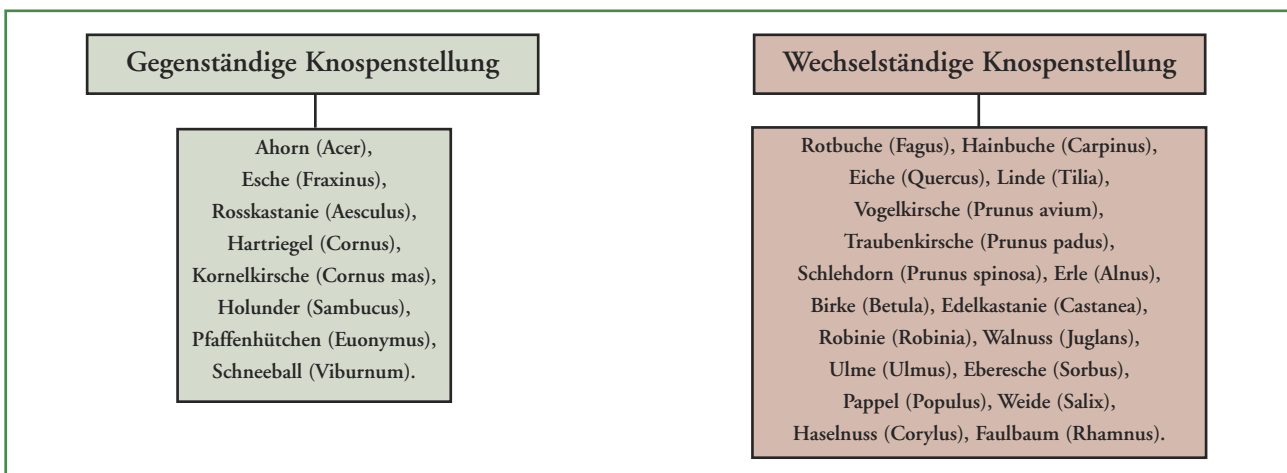 Gegenständige Knospenstellung
Ahorn (Acer),
Esche (Fraxinus),
Rosskastanie (Aesculus),
Hartriegel (Cornus),
Kornelkirsche (Cornus mas),
Holunder (Sambucus),
Pfaffenhütchen (Euonymus),
Schneeball (Viburnum).
Wechselständige Knospenstellung
Rotbuche (Fagus), Hainbuche (Carpinus),
Eiche (Quercus), Linde (Tilia),
Vogelkirsche (Prunus avium),
Traubenkirsche (Prunus padus),
Schlehdorn (Prunus spinosa), Erle (Alnus),
Birke (Betula), Edelkastanie (Castanea),
Robinie (Robinia), Walnuss (Juglans),
Ulme (Ulmus), Eberesche (Sorbus),
Pappel (Populus), Weide (Salix),
Haselnuss (Corylus), Faulbaum (Rhamnus).